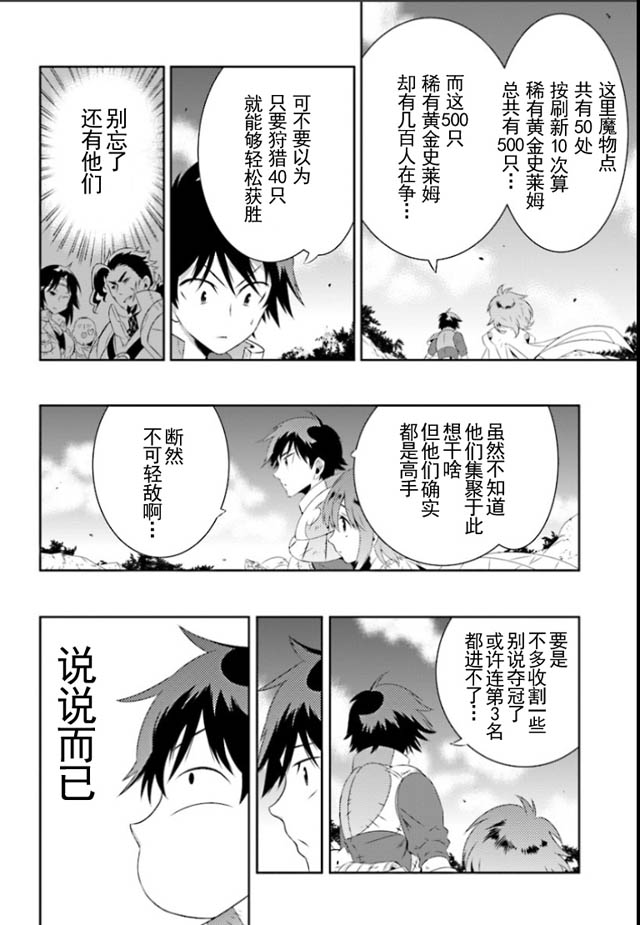 这里魔物点
共有50处
按刷新10次算
稀有黄金史莱姆
总共有500只…
而这500只
稀有黄金史莱姆
却有几百人在争…
可不要以为
只要狩猎40只
就能够轻松获胜
别忘了
还有他们
虽然不知道
他们集聚于此
想干啥
但他们确实
都是高手
断然
不可轻敌啊…
要是
不多收割一些
别说夺冠了
或许连第3名
都进不了…
说说而已